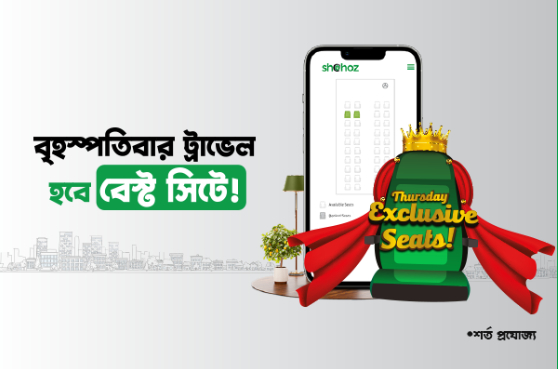 বৃহস্পতিবার ট্রাভেল
হবে বেস্ট সিটে!
shohoz
Thursday
Exclusive
Seats!
•শর্ত প্রযোজ্য